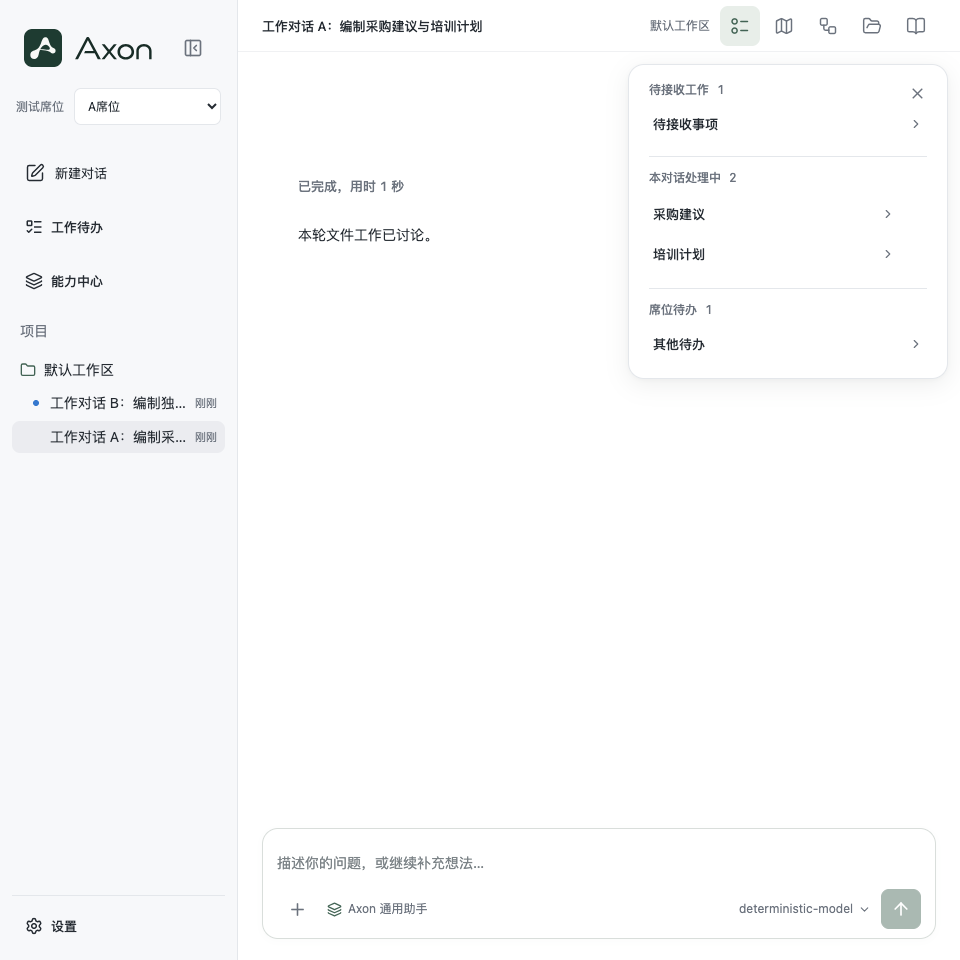 Axon
测试席位
A席位
新建对话
工作待办
能力中心
项目
默认工作区
工作对话 B：编制独... 刚刚
工作对话 A：编制采... 刚刚
设置
工作对话 A：编制采购建议与培训计划
默认工作区
已完成，用时 1 秒
本轮文件工作已讨论。
待接收工作 1
待接收事项
本对话处理中 2
采购建议
培训计划
席位待办 1
其他待办
描述你的问题，或继续补充想法...
Axon 通用助手
deterministic-model